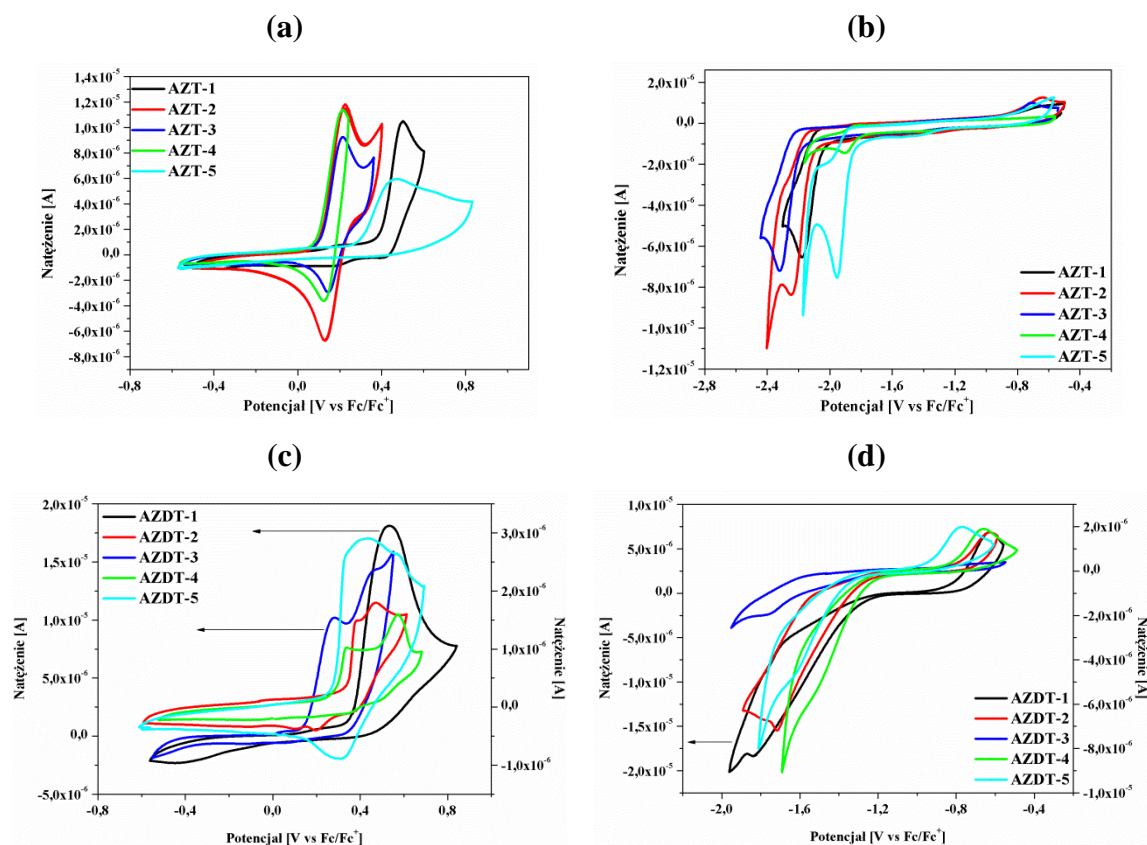 (a)
1,4x10⁻⁵
1,2x10⁻⁵
1,0x10⁻⁵
8,0x10⁻⁶
6,0x10⁻⁶
4,0x10⁻⁶
2,0x10⁻⁶
0,0
-2,0x10⁻⁶
-4,0x10⁻⁶
-6,0x10⁻⁶
-8,0x10⁻⁶
Natężenie [A]
AZT-1
AZT-2
AZT-3
AZT-4
AZT-5
-0,8 -0,4 0,0 0,4 0,8
Potencjał [V vs Fc/Fc⁺]
(b)
2,0x10⁻⁶
0,0
-2,0x10⁻⁶
-4,0x10⁻⁶
-6,0x10⁻⁶
-8,0x10⁻⁶
-1,0x10⁻⁵
-1,2x10⁻⁵
Natężenie [A]
AZT-1
AZT-2
AZT-3
AZT-4
AZT-5
-2,8 -2,4 -2,0 -1,6 -1,2 -0,8 -0,4
Potencjał [V vs Fc/Fc⁺]
(c)
2,0x10⁻⁵
1,5x10⁻⁵
1,0x10⁻⁵
5,0x10⁻⁶
0,0
-5,0x10⁻⁶
Natężenie [A]
AZDT-1
AZDT-2
AZDT-3
AZDT-4
AZDT-5
3,0x10⁻⁶
2,0x10⁻⁶
1,0x10⁻⁶
0,0
-1,0x10⁻⁶
Natężenie [A]
-0,4 0,0 0,4 0,8
Potencjał [V vs Fc/Fc⁺]
(d)
1,0x10⁻⁵
5,0x10⁻⁶
0,0
-5,0x10⁻⁶
-1,0x10⁻⁵
-1,5x10⁻⁵
-2,0x10⁻⁵
Natężenie [A]
AZDT-1
AZDT-2
AZDT-3
AZDT-4
AZDT-5
2,0x10⁻⁶
0,0
-2,0x10⁻⁶
-4,0x10⁻⁶
-6,0x10⁻⁶
-8,0x10⁻⁶
-9,0x10⁻⁵
Natężenie [A]
-2,0 -1,6 -1,2 -0,8 -0,4
Potencjał [V vs Fc/Fc⁺]